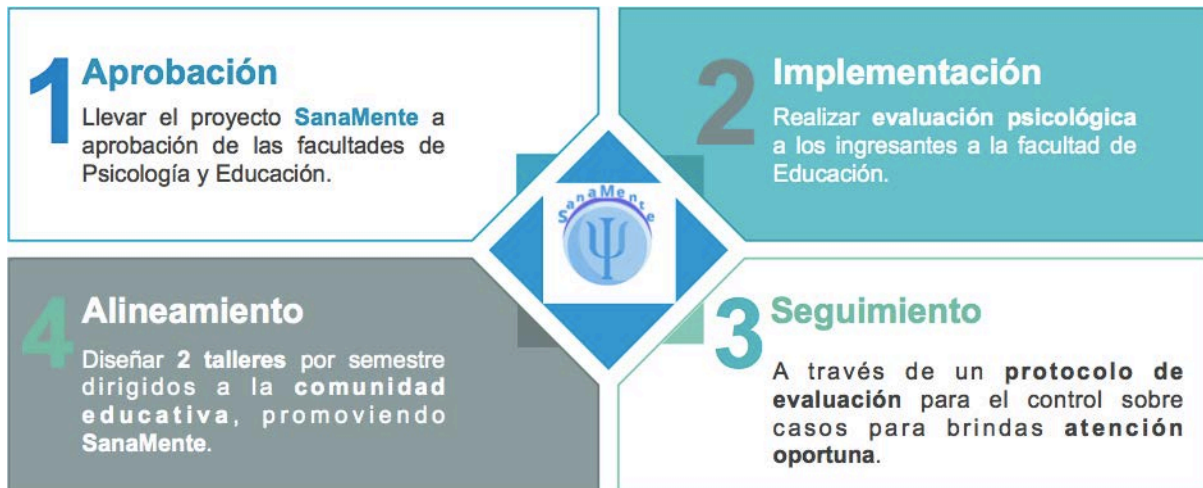 1 Aprobación
Llevar el proyecto SanaMente a
aprobación de las facultades de
Psicología y Educación.
2 Implementación
Realizar evaluación psicológica
a los ingresantes a la facultad de
Educación.
SanaMente
Ψ
3 Seguimiento
A través de un protocolo de
evaluación para el control sobre
casos para brindas atención
oportuna.
4 Alineamiento
Diseñar 2 talleres por semestre
dirigidos a la comunidad
educativa, promoviendo
SanaMente.